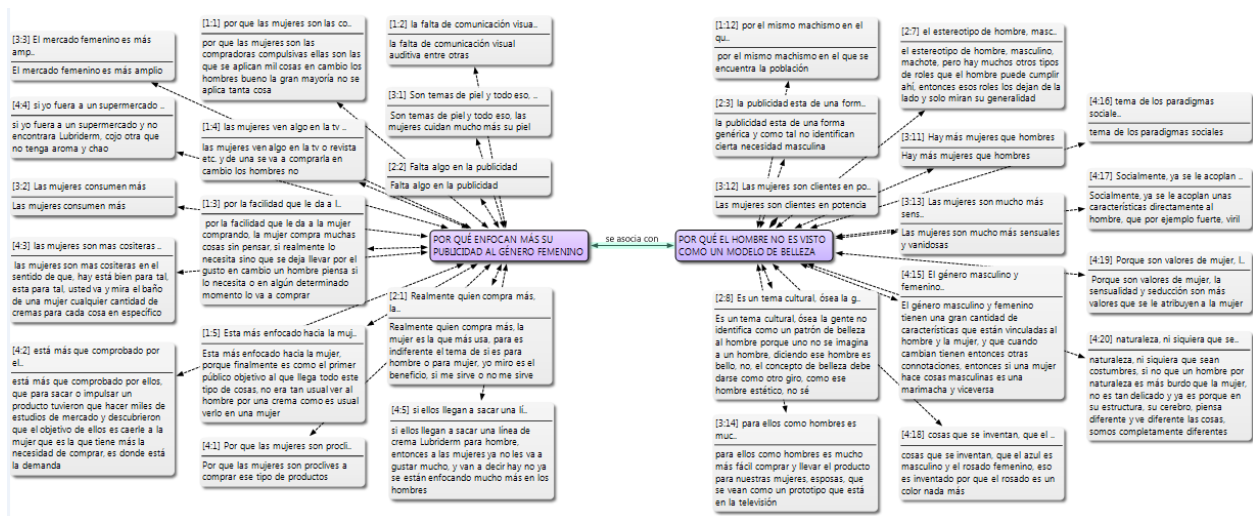 [3:3] El mercado femenino es más
amp..
El mercado femenino es más amplio
[4:4] si yo fuera a un supermercado ..
si yo fuera a un supermercado y no
encontrara Lubriderm, cojo otra que
no tenga aroma y chao
[3:2] Las mujeres consumen más
Las mujeres consumen más
[4:3] las mujeres son mas cositeras ..
las mujeres son mas cositeras en el
sentido de que, hay está bien para tal,
esta para tal, usted va y mira el baño
de una mujer cualquier cantidad de
cremas para cada cosa en específico
[4:2] está más que comprobado por
el..
está más que comprobado por ellos,
que para sacar o impulsar un
producto tuvieron que hacer miles de
estudios de mercado y descubrieron
que el objetivo de ellos es caerle a la
mujer que es la que tiene más la
necesidad de comprar, es donde está
la demanda
[1:1] por que las mujeres son las co..
por que las mujeres son las
compradoras compulsivas ellas son las
que se aplican mil cosas en cambio los
hombres bueno la gran mayoría no se
aplica tanta cosa
[1:4] las mujeres ven algo en la tv ..
las mujeres ven algo en la tv o revista
etc. y de una se va a comprarla en
cambio los hombres no
[1:3] por la facilidad que le da a l..
por la facilidad que le da a la mujer
comprando, la mujer compra muchas
cosas sin pensar, si realmente lo
necesita sino que se deja llevar por el
gusto en cambio un hombre piensa si
lo necesita o en algún determinado
momento lo va a comprar
[1:5] Esta más enfocado hacia la muj..
Esta más enfocado hacia la mujer,
porque finalmente es como el primer
público objetivo al que llega todo este
tipo de cosas, no era tan usual ver al
hombre por una crema como es usual
verlo en una mujer
[4:1] Por que las mujeres son procli..
Por que las mujeres son proclives a
comprar ese tipo de productos
[1:2] la falta de comunicación visua..
la falta de comunicación visual
auditiva entre otras
[3:1] Son temas de piel y todo eso, ..
Son temas de piel y todo eso, las
mujeres cuidan mucho más su piel
[2:2] Falta algo en la publicidad
Falta algo en la publicidad
POR QUÉ ENFOCAN MÁS SU
PUBLICIDAD AL GÉNERO FEMENINO
[2:1] Realmente quien compra más,
la..
Realmente quien compra más, la
mujer es la que más usa, para es
indiferente el tema de si es para
hombre o para mujer, yo miro es el
beneficio, si me sirve o no me sirve
[4:5] si ellos llegan a sacar una lí..
si ellos llegan a sacar una línea de
crema Lubriderm para hombre,
entonces a las mujeres ya no les va a
gustar mucho, y van a decir hay no ya
se están enfocando mucho más en los
hombres
se asocia con
POR QUÉ EL HOMBRE NO ES VISTO
COMO UN MODELO DE BELLEZA
[1:12] por el mismo machismo en el
qu..
por el mismo machismo en el que se
encuentra la población
[2:3] la publicidad esta de una form..
la publicidad esta de una forma
genérica y como tal no identifican
cierta necesidad masculina
[3:12] Las mujeres son clientes en po..
Las mujeres son clientes en potencia
[2:8] Es un tema cultural, ósea la g..
Es un tema cultural, ósea la gente no
identifica como un patrón de belleza
al hombre porque uno no se imagina
a un hombre, diciendo ese hombre es
bello, no, el concepto de belleza debe
darse como otro giro, como ese
hombre estético, no sé
[3:14] para ellos como hombres es
muc..
para ellos como hombres es mucho
más fácil comprar y llevar el producto
para nuestras mujeres, esposas, que
se vean como un prototipo que está
en la televisión
[2:7] el estereotipo de hombre, masc..
el estereotipo de hombre, masculino,
machote, pero hay muchos otros tipos
de roles que el hombre puede cumplir
ahí, entonces esos roles los dejan de la
lado y solo miran su generalidad
[3:11] Hay más mujeres que hombres
Hay más mujeres que hombres
[3:13] Las mujeres son mucho más
sens..
Las mujeres son mucho más sensuales
y vanidosas
[4:15] El género masculino y
femenino..
El género masculino y femenino
tienen una gran cantidad de
características que están vinculadas al
hombre y la mujer, y que cuando
cambian tienen entonces otras
connotaciones, entonces si una mujer
hace cosas masculinas es una
marimacha y viceversa
[4:18] cosas que se inventan, que el ..
cosas que se inventan, que el azul es
masculino y el rosado femenino, eso
es inventado por que el rosado es un
color nada más
[4:16] tema de los paradigmas
sociale..
tema de los paradigmas sociales
[4:17] Socialmente, ya se le acoplan ..
Socialmente, ya se le acoplan unas
características directamente al
hombre, que por ejemplo fuerte, viril
[4:19] Porque son valores de mujer, l..
Porque son valores de mujer, la
sensualidad y seducción son más
valores que se le atribuyen a la mujer
[4:20] naturaleza, ni siquiera que se..
naturaleza, ni siquiera que sean
costumbres, si no que un hombre por
naturaleza es más burdo que la mujer,
no es tan delicado y ya es porque en
su estructura, su cerebro, piensa
diferente y ve diferente las cosas,
somos completamente diferentes